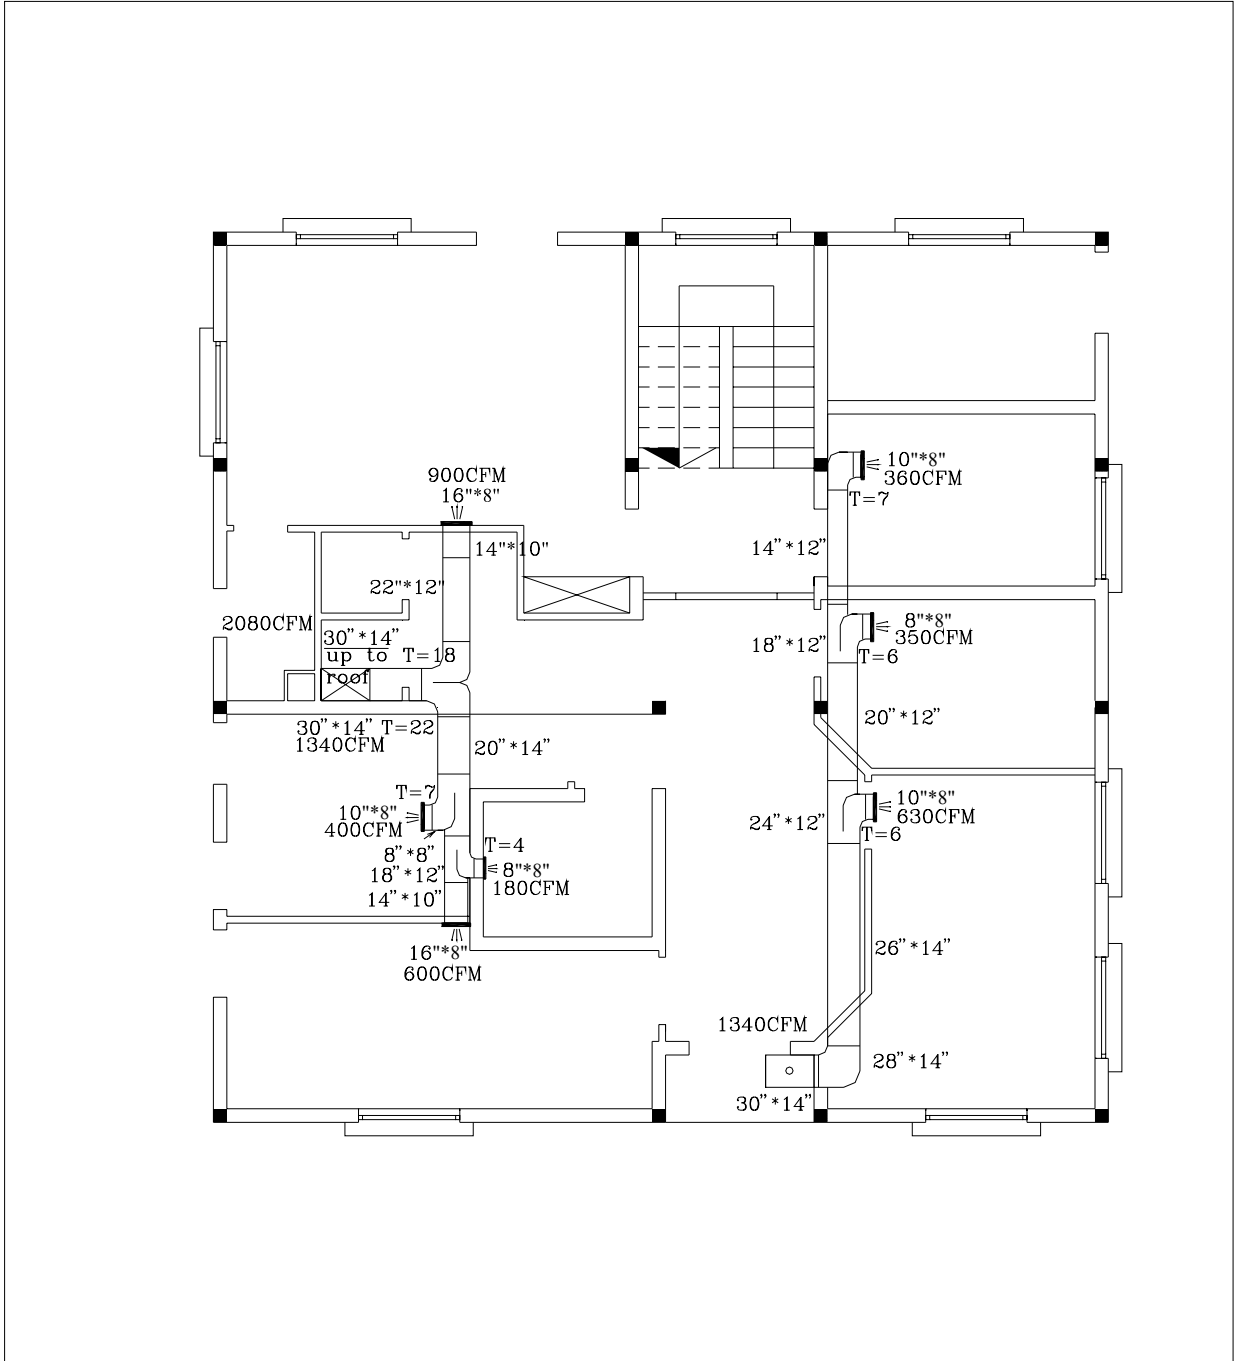 900CFM
16"*8"
10"*8"
360CFM
T=7
14"*10"
14”*12”
22"*12"
2080CFM
8"*8"
350CFM
30”*14”
up to
roof
T=18
18”*12”
T=6
20”*12”
30”*14”
T=22
1340CFM
20”*14”
T=7
10"*8"
400CFM
10"*8"
630CFM
24”*12”
T=6
8”*8”
T=4
18”*12”
8"*8"
180CFM
14”*10”
16"*8"
600CFM
26”*14”
1340CFM
28”*14”
30”*14”